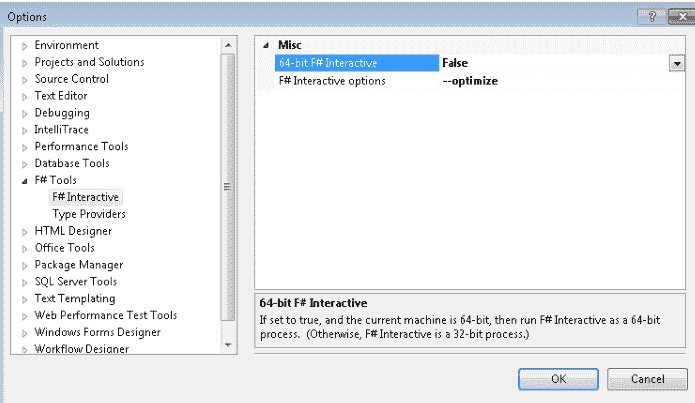 Options
Environment
Projects and Solutions
Source Control
Text Editor
Debugging
IntelliTrace
Performance Tools
Database Tools
F# Tools
F# Interactive
Type Providers
HTML Designer
Office Tools
Package Manager
SQL Server Tools
Text Templating
Web Performance Test Tools
Windows Forms Designer
Workflow Designer
Misc
64-bit F# Interactive False
F# Interactive options --optimize
64-bit F# Interactive
If set to true, and the current machine is 64-bit, then run F# Interactive as a 64-bit
process. (Otherwise, F# Interactive is a 32-bit process.)
OK Cancel